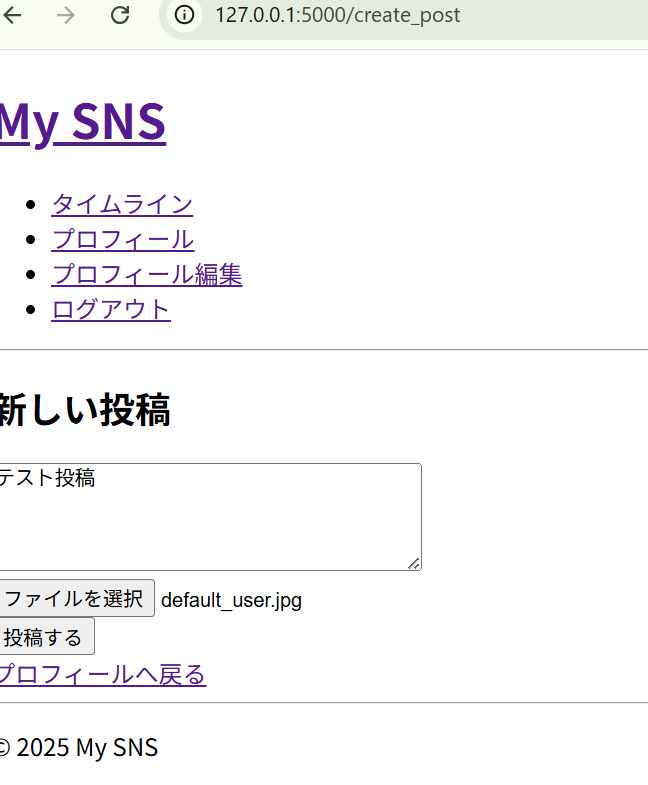 127.0.0.1:5000/create_post
My SNS
タイムライン
プロフィール
プロフィール編集
ログアウト
新しい投稿
テスト投稿
ファイルを選択 default_user.jpg
投稿する
プロフィールへ戻る
© 2025 My SNS